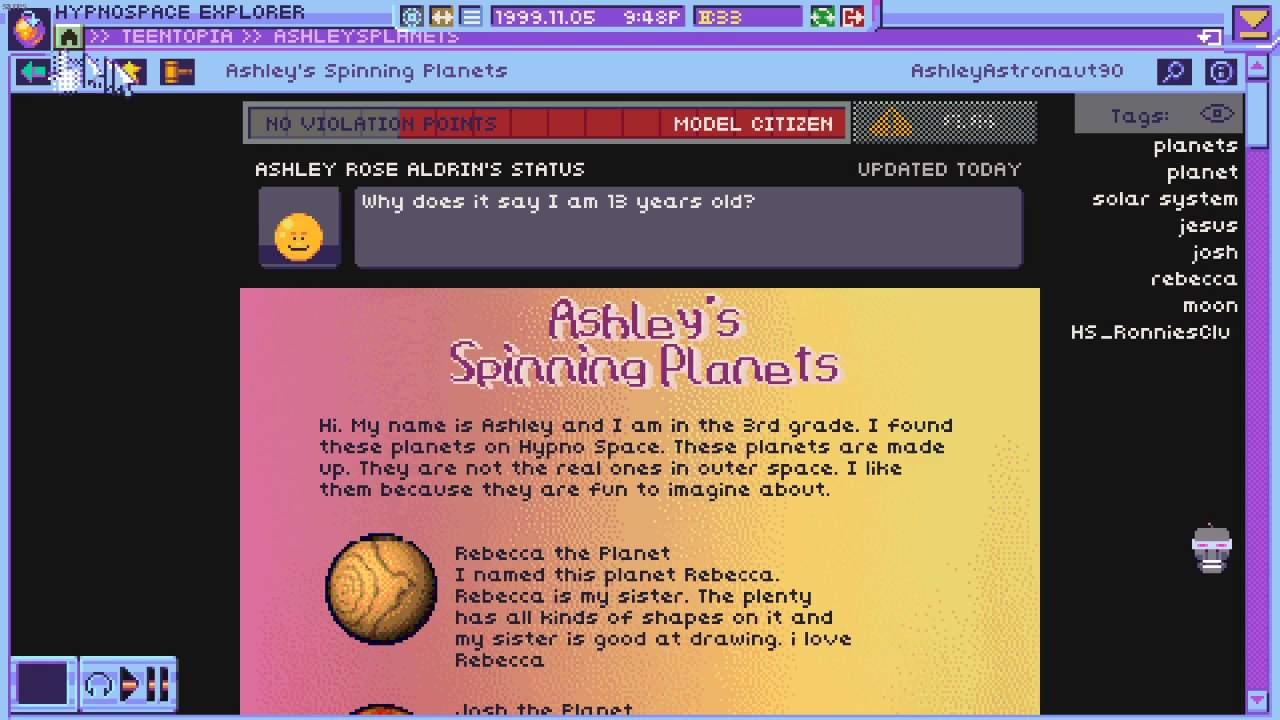 HYPNOSPACE EXPLORER
1999.11.05 9:48P
33
>> TEENTOPIA >> ASHLEYSPLANETS
Ashley's Spinning Planets
AshleyAstronaut90
NO VIOLATION POINTS
MODEL CITIZEN
Tags:
planets
planet
solar system
jesus
josh
rebecca
moon
HS_RonniesClu
ASHLEY ROSE ALDRIN'S STATUS
UPDATED TODAY
Why does it say I am 13 years old?
Ashley's
Spinning Planets
Hi. My name is Ashley and I am in the 3rd grade. I found
these planets on Hypno Space. These planets are made
up. They are not the real ones in outer space. I like
them because they are fun to imagine about.
Rebecca the Planet
I named this planet Rebecca.
Rebecca is my sister. The plenty
has all kinds of shapes on it and
my sister is good at drawing. i love
Rebecca
Josh the Planet